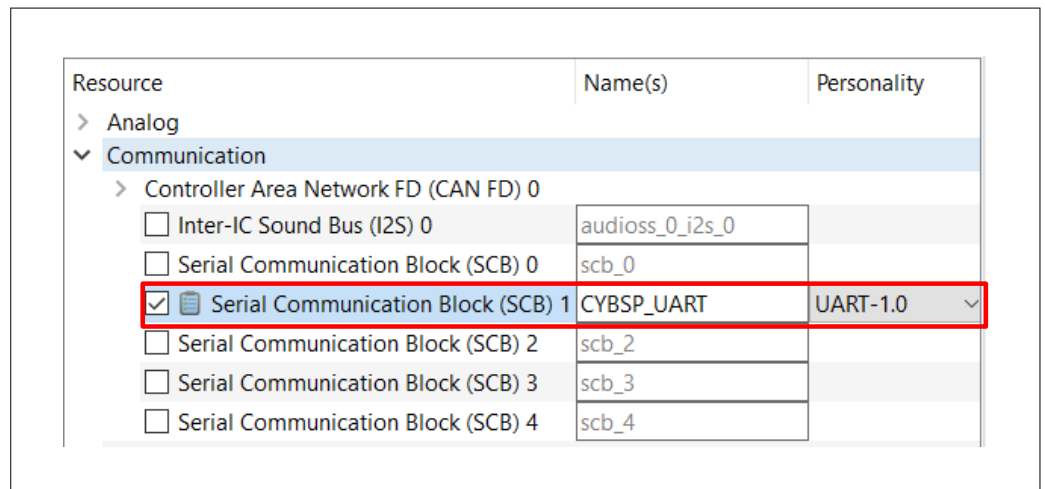 Resource Name(s) Personality
Analog
Communication
Controller Area Network FD (CAN FD) 0
Inter-IC Sound Bus (I2S) 0 audioss_0_i2s_0
Serial Communication Block (SCB) 0 scb_0
Serial Communication Block (SCB) 1 CYBSP_UART UART-1.0
Serial Communication Block (SCB) 2 scb_2
Serial Communication Block (SCB) 3 scb_3
Serial Communication Block (SCB) 4 scb_4